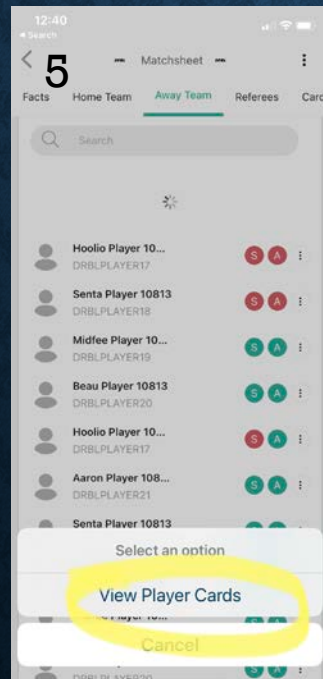 12:40
Search
5
Matchsheet
Facts Home Team Away Team Referees Card
Search
Hoolio Player 10...
DRBLPLAYER17
S A
Senta Player 10813
DRBLPLAYER18
S A
Midfee Player 10...
DRBLPLAYER19
S A
Beau Player 10813
DRBLPLAYER20
S A
Hoolio Player 10...
DRBLPLAYER17
S A
Aaron Player 108...
DRBLPLAYER21
S A
Senta Player 10813
Select an option
View Player Cards
Cancel
DRBLPLAYER20
S A